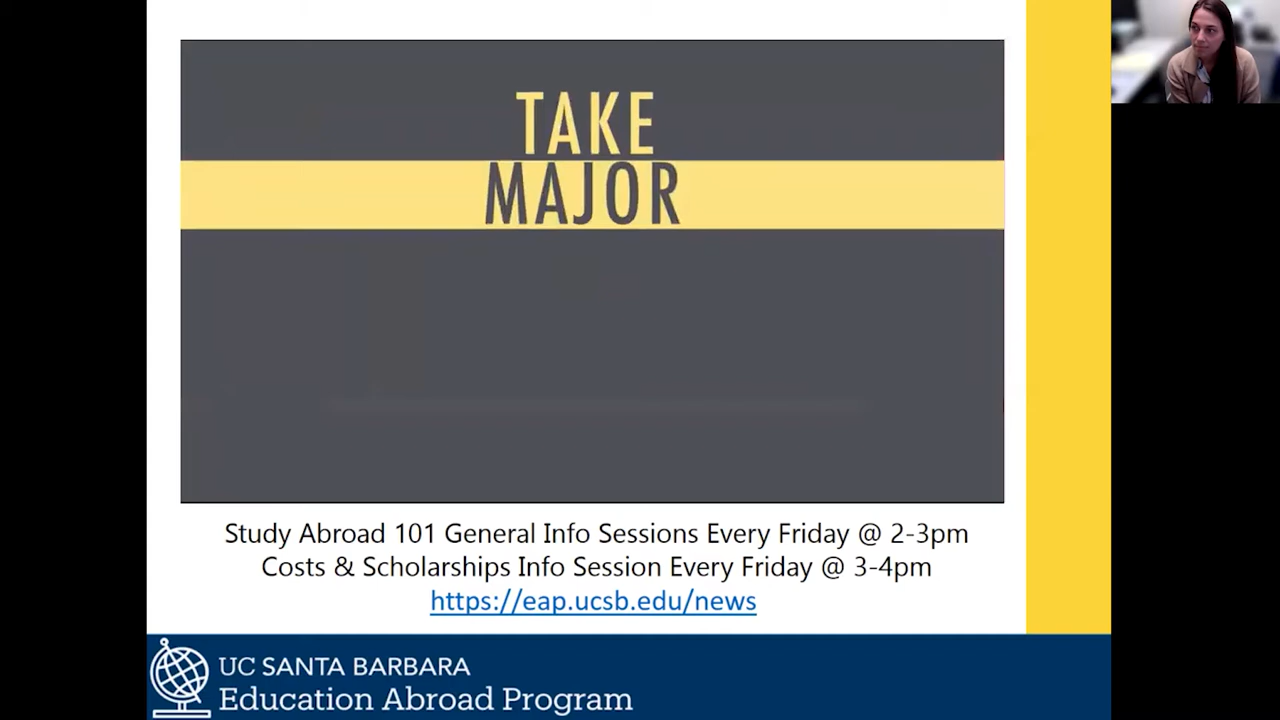 TAKE
MAJOR
Study Abroad 101 General Info Sessions Every Friday @ 2-3pm
Costs & Scholarships Info Session Every Friday @ 3-4pm
https://eap.ucsb.edu/news
UC SANTA BARBARA
Education Abroad Program